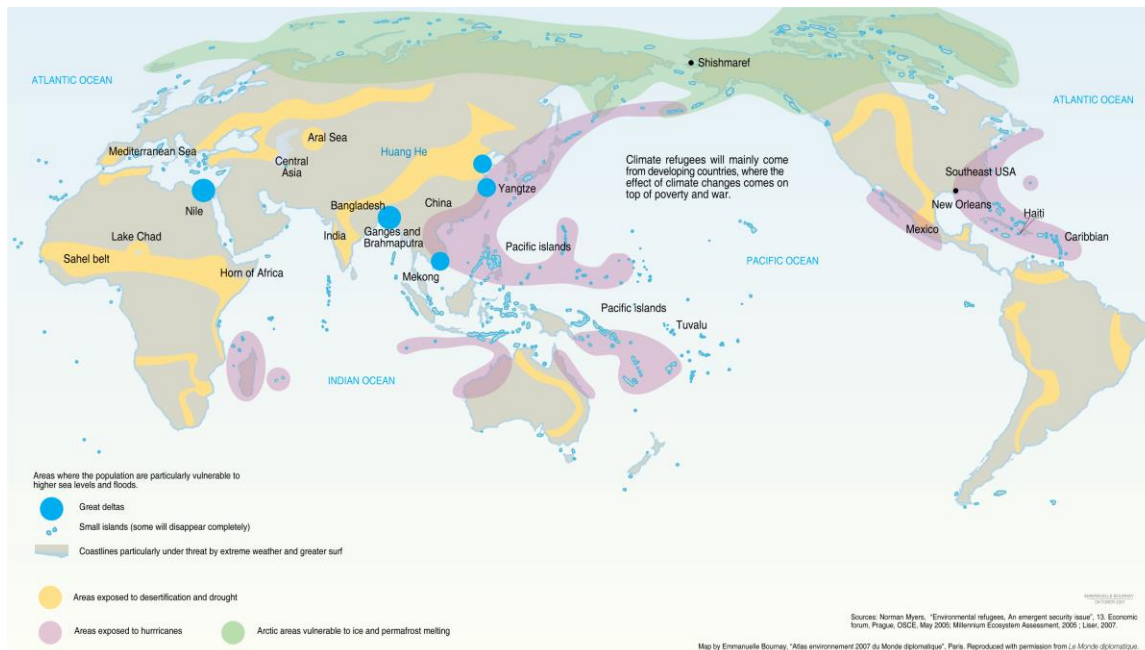 ATLANTIC OCEAN
Shishmaref
ATLANTIC OCEAN
Aral Sea
Mediterranean Sea
Huang He
Central
Asia
Climate refugees will mainly come
from developing countries, where the
effect of climate changes comes on
top of poverty and war.
Southeast USA
Yangtze
New Orleans
Bangladesh
China
Nile
Haiti
Mexico
Ganges and
Brahmaputra
India
Lake Chad
Caribbian
Pacific islands
Sahel belt
PACIFIC OCEAN
Horn of Africa
Mekong
Pacific islands
Tuvalu
INDIAN OCEAN
Areas where the population are particularly vulnerable to
higher sea levels and floods.
Great deltas
Small islands (some will disappear completely)
Coastlines particularly under threat by extreme weather and greater surf
Areas exposed to desertification and drought
Areas exposed to hurrricanes
Arctic areas vulnerable to ice and permafrost melting
EMMANUELLE BOURNAY
OKTOBER 2007
Sources: Norman Myers, "Environmental refugees, An emergent security issue", 13. Economic
forum, Prague, OSCE, May 2005; Millennium Ecosystem Assessment, 2005 ; Liser, 2007.
Map by Emmanuelle Bournay, "Atlas environnement 2007 du Monde diplomatique", Paris. Reproduced with permission from Le Monde diplomatique.